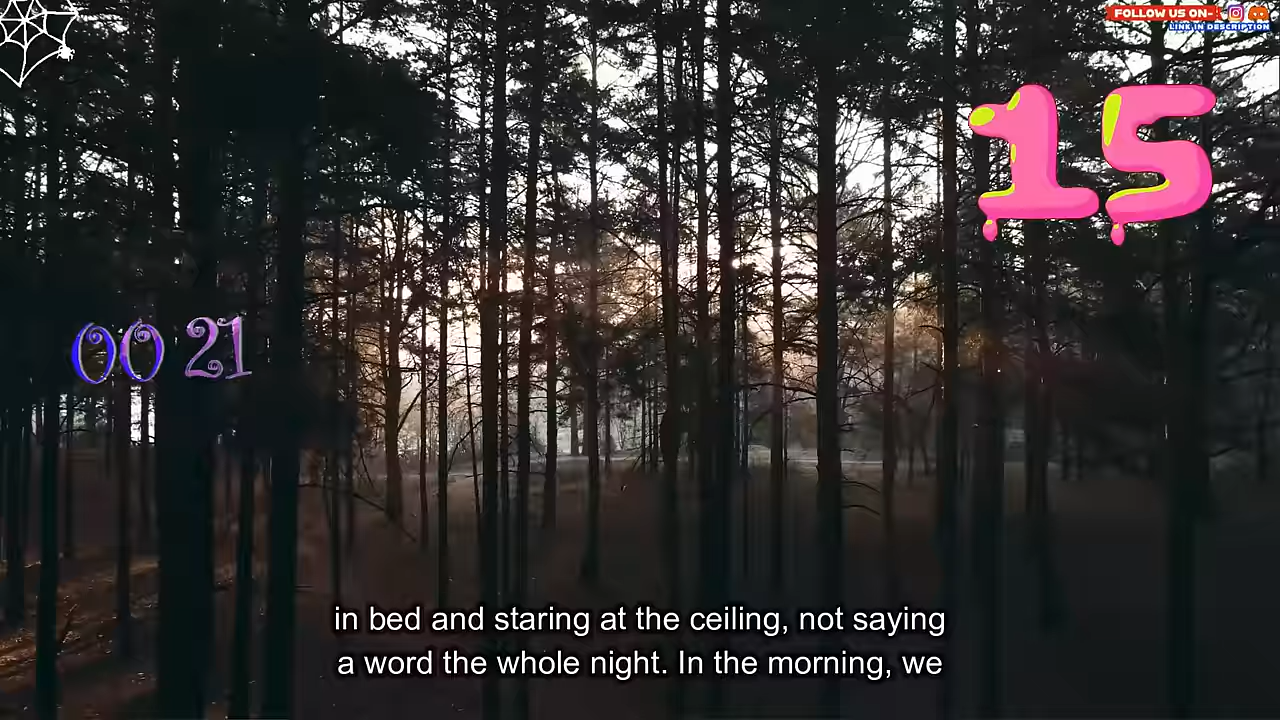 FOLLOW US ON-
LINK IN DESCRIPTION
15
00 21
in bed and staring at the ceiling, not saying
a word the whole night. In the morning, we